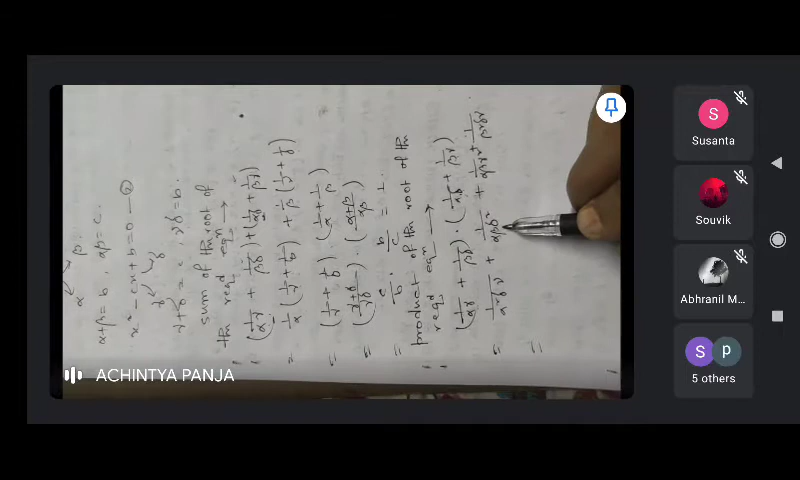 α β
α+β = b, αβ = c.
x² - cx + b = 0 — ②
γ δ
γ+δ = c, γδ = b.
sum of the root of
the reqd eqn →
(1/αγ + 1/βδ) + (1/αδ + 1/βγ)
= 1/α (1/γ + 1/δ) + 1/β (1/γ + 1/δ)
= (1/γ + 1/δ) (1/α + 1/β)
= (γ+δ/γδ) · (α+β/αβ)
= c/b · b/c = 1.
product of the root of the
reqd eqn →
(1/αγ + 1/βδ) · (1/αδ + 1/βγ)
=
=
ACHINTYA PANJA
S
Susanta
Souvik
Abhranil M...
S p
5 others